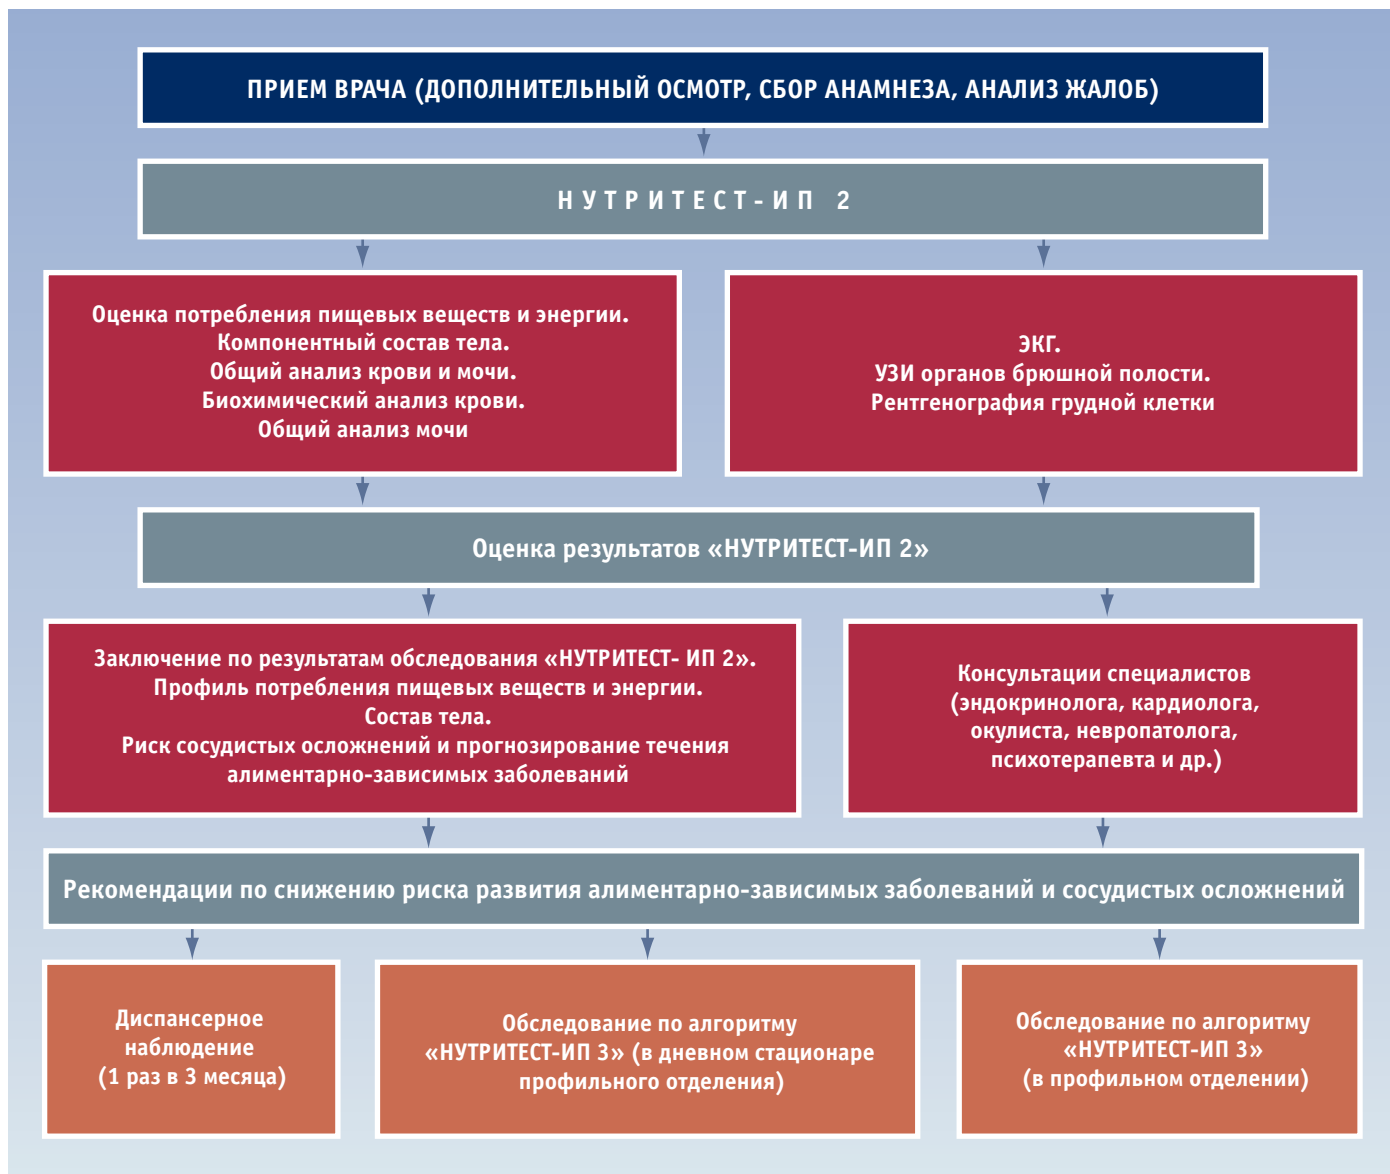 ПРИЕМ ВРАЧА (ДОПОЛНИТЕЛЬНЫЙ ОСМОТР, СБОР АНАМНЕЗА, АНАЛИЗ ЖАЛОБ)
НУТРИТЕСТ-ИП 2
Оценка потребления пищевых веществ и энергии.
Компонентный состав тела.
Общий анализ крови и мочи.
Биохимический анализ крови.
Общий анализ мочи
ЭКГ.
УЗИ органов брюшной полости.
Рентгенография грудной клетки
Оценка результатов «НУТРИТЕСТ-ИП 2»
Заключение по результатам обследования «НУТРИТЕСТ- ИП 2».
Профиль потребления пищевых веществ и энергии.
Состав тела.
Риск сосудистых осложнений и прогнозирование течения
алиментарно-зависимых заболеваний
Консультации специалистов
(эндокринолога, кардиолога,
окулиста, невропатолога,
психотерапевта и др.)
Рекомендации по снижению риска развития алиментарно-зависимых заболеваний и сосудистых осложнений
Диспансерное
наблюдение
(1 раз в 3 месяца)
Обследование по алгоритму
«НУТРИТЕСТ-ИП 3» (в дневном стационаре
профильного отделения)
Обследование по алгоритму
«НУТРИТЕСТ-ИП 3»
(в профильном отделении)